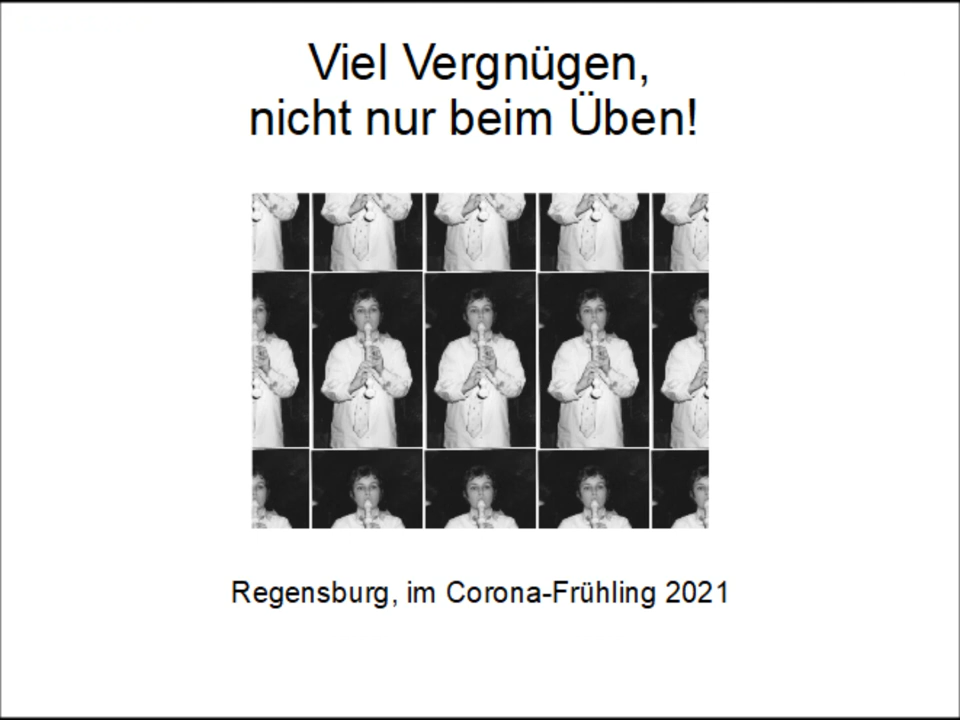 Viel Vergnügen,
nicht nur beim Üben!
Regensburg, im Corona-Frühling 2021